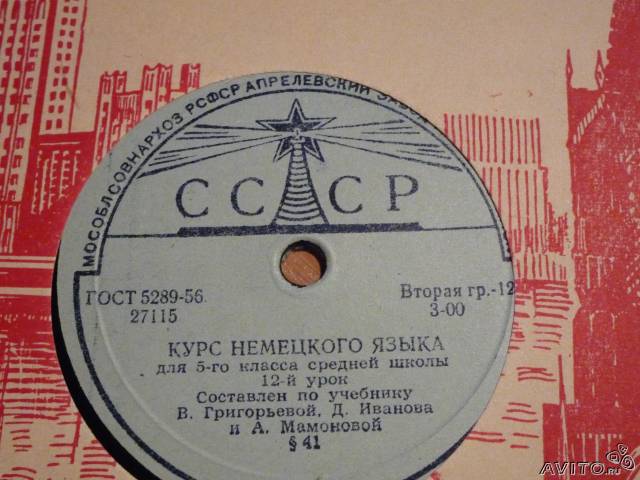 МОСОБЛСОВНАРХОЗ РСФСР АПРЕЛЕВСКИЙ ЗАВОД
СССР
ГОСТ 5289-56.
27115
Вторая гр.-12
3-00
КУРС НЕМЕЦКОГО ЯЗЫКА
для 5-го класса средней школы
12-й урок
Составлен по учебнику
В. Григорьевой, Д. Иванова
и А. Мамоновой
§ 41
AVITO.ru